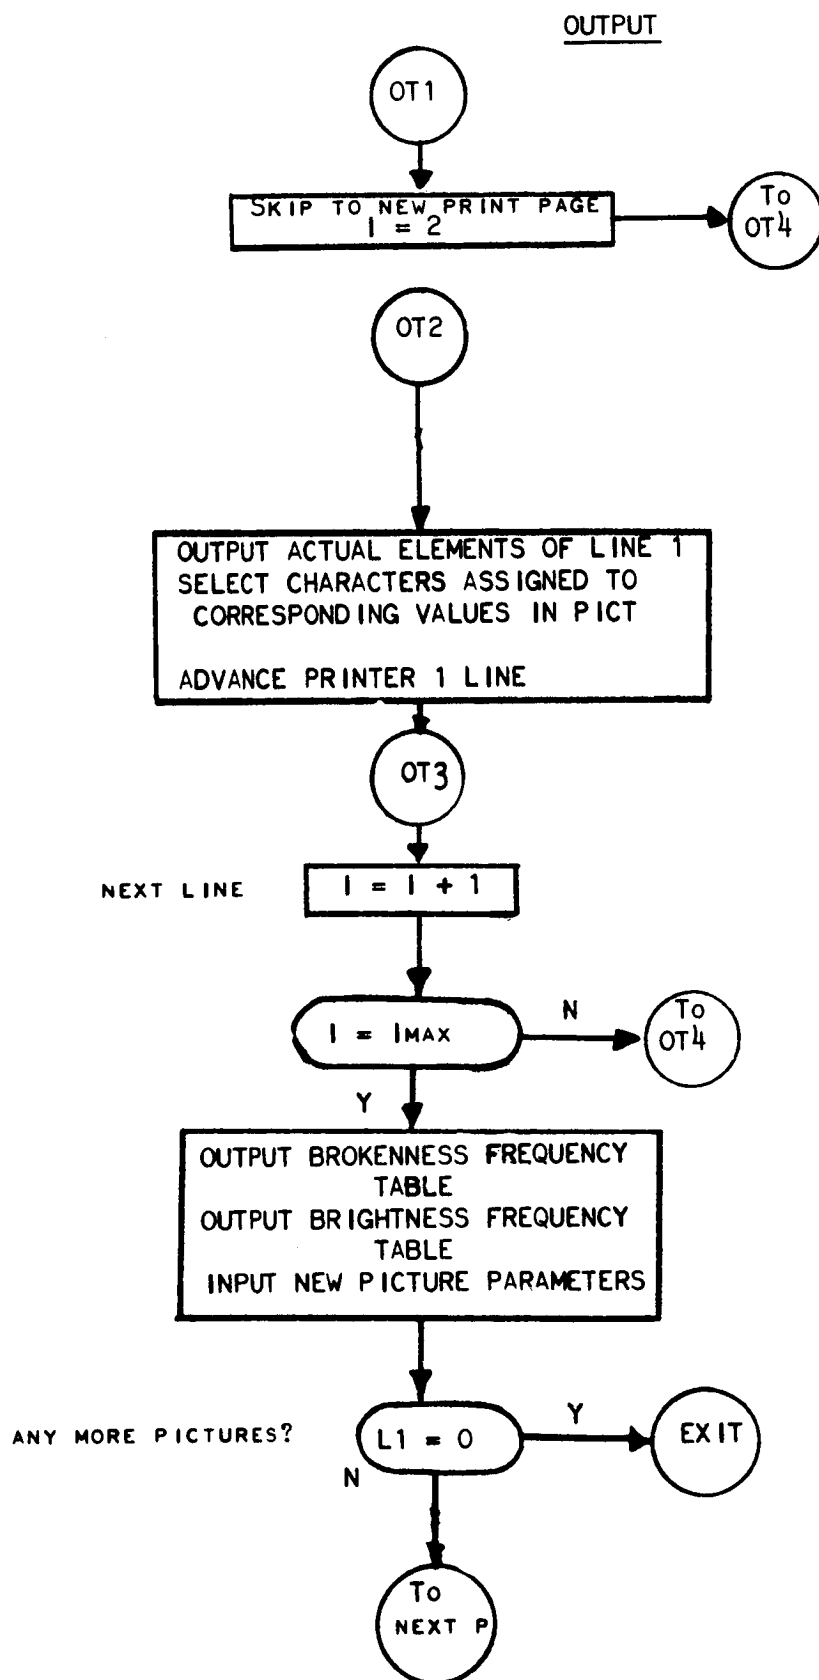 OUTPUT
OT1
SKIP TO NEW PRINT PAGE
I = 2
To
OT4
OT2
OUTPUT ACTUAL ELEMENTS OF LINE 1
SELECT CHARACTERS ASSIGNED TO
CORRESPONDING VALUES IN PICT
ADVANCE PRINTER 1 LINE
OT3
NEXT LINE
I = I + 1
I = IMAX
N
To
OT4
Y
OUTPUT BROKENNESS FREQUENCY
TABLE
OUTPUT BRIGHTNESS FREQUENCY
TABLE
INPUT NEW PICTURE PARAMETERS
ANY MORE PICTURES?
L1 = 0
Y
EXIT
N
To
NEXT P